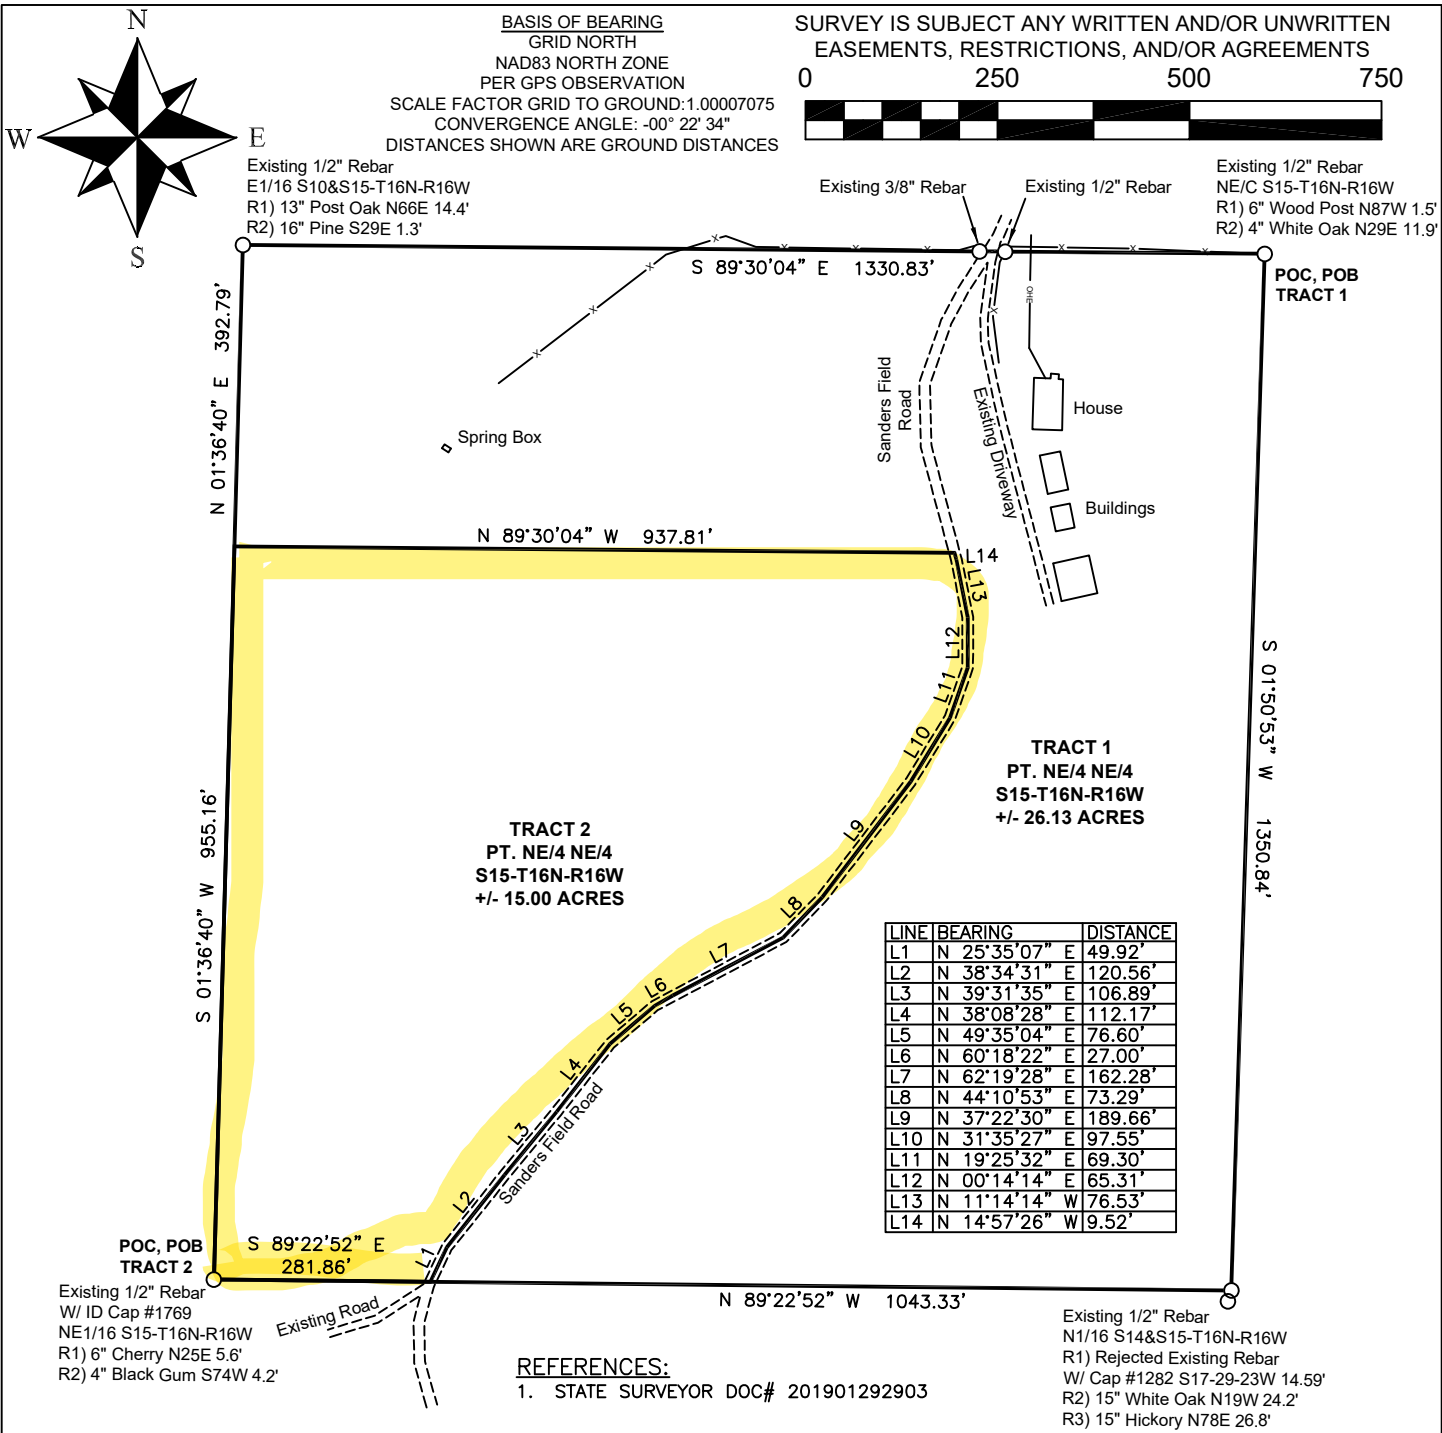 N
W
E
S
BASIS OF BEARING
GRID NORTH
NAD83 NORTH ZONE
PER GPS OBSERVATION
SCALE FACTOR GRID TO GROUND:1.00007075
CONVERGENCE ANGLE: -00° 22' 34"
DISTANCES SHOWN ARE GROUND DISTANCES
SURVEY IS SUBJECT ANY WRITTEN AND/OR UNWRITTEN
EASEMENTS, RESTRICTIONS, AND/OR AGREEMENTS
0 250 500 750
Existing 1/2" Rebar
E1/16 S10&S15-T16N-R16W
R1) 13" Post Oak N66E 14.4'
R2) 16" Pine S29E 1.3'
Existing 3/8" Rebar
Existing 1/2" Rebar
Existing 1/2" Rebar
NE/C S15-T16N-R16W
R1) 6" Wood Post N87W 1.5'
R2) 4" White Oak N29E 11.9'
S 89°30'04" E 1330.83'
POC, POB
TRACT 1
N 01°36'40" E 392.79'
OHE
Sanders Field
Road
Existing Driveway
House
Spring Box
Buildings
N 89°30'04" W 937.81'
L14
L13
L12
L11
L10
L9
L8
L7
L6
L5
L4
L3
L2
L1
S 01°50'53" W 1350.84'
TRACT 1
PT. NE/4 NE/4
S15-T16N-R16W
+/- 26.13 ACRES
TRACT 2
PT. NE/4 NE/4
S15-T16N-R16W
+/- 15.00 ACRES
S 01°36'40" W 955.16'
Sanders Field Road
LINE BEARING DISTANCE
L1 N 25°35'07" E 49.92'
L2 N 38°34'31" E 120.56'
L3 N 39°31'35" E 106.89'
L4 N 38°08'28" E 112.17'
L5 N 49°35'04" E 76.60'
L6 N 60°18'22" E 27.00'
L7 N 62°19'28" E 162.28'
L8 N 44°10'53" E 73.29'
L9 N 37°22'30" E 189.66'
L10 N 31°35'27" E 97.55'
L11 N 19°25'32" E 69.30'
L12 N 00°14'14" E 65.31'
L13 N 11°14'14" W 76.53'
L14 N 14°57'26" W 9.52'
POC, POB
TRACT 2
S 89°22'52" E
281.86'
Existing 1/2" Rebar
W/ ID Cap #1769
NE1/16 S15-T16N-R16W
R1) 6" Cherry N25E 5.6'
R2) 4" Black Gum S74W 4.2'
Existing Road
N 89°22'52" W 1043.33'
Existing 1/2" Rebar
N1/16 S14&S15-T16N-R16W
R1) Rejected Existing Rebar
W/ Cap #1282 S17-29-23W 14.59'
R2) 15" White Oak N19W 24.2'
R3) 15" Hickory N78E 26.8'
REFERENCES:
1. STATE SURVEYOR DOC# 201901292903